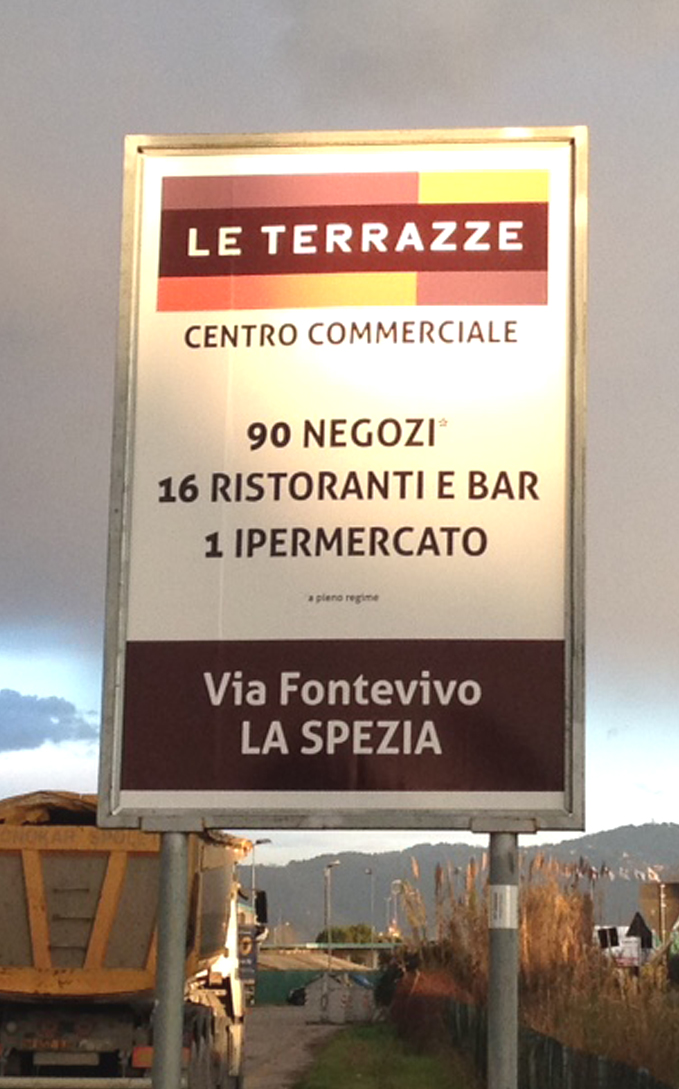 LE TERRAZZE
CENTRO COMMERCIALE
90 NEGOZI*
16 RISTORANTI E BAR
1 IPERMERCATO
*a pieno regime
Via Fontevivo
LA SPEZIA